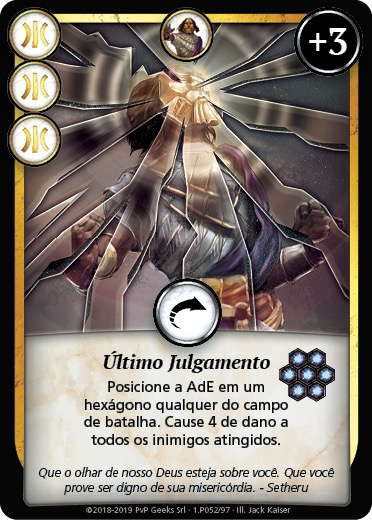 +3
Último Julgamento
Posicione a AdE em um
hexágono qualquer do campo
de batalha. Cause 4 de dano a
todos os inimigos atingidos.
Que o olhar de nosso Deus esteja sobre você. Que você
prove ser digno de sua misericórdia. - Setheru
©2018-2019 PvP Geeks Srl · 1.P052/97 · Ill. Jack Kaiser